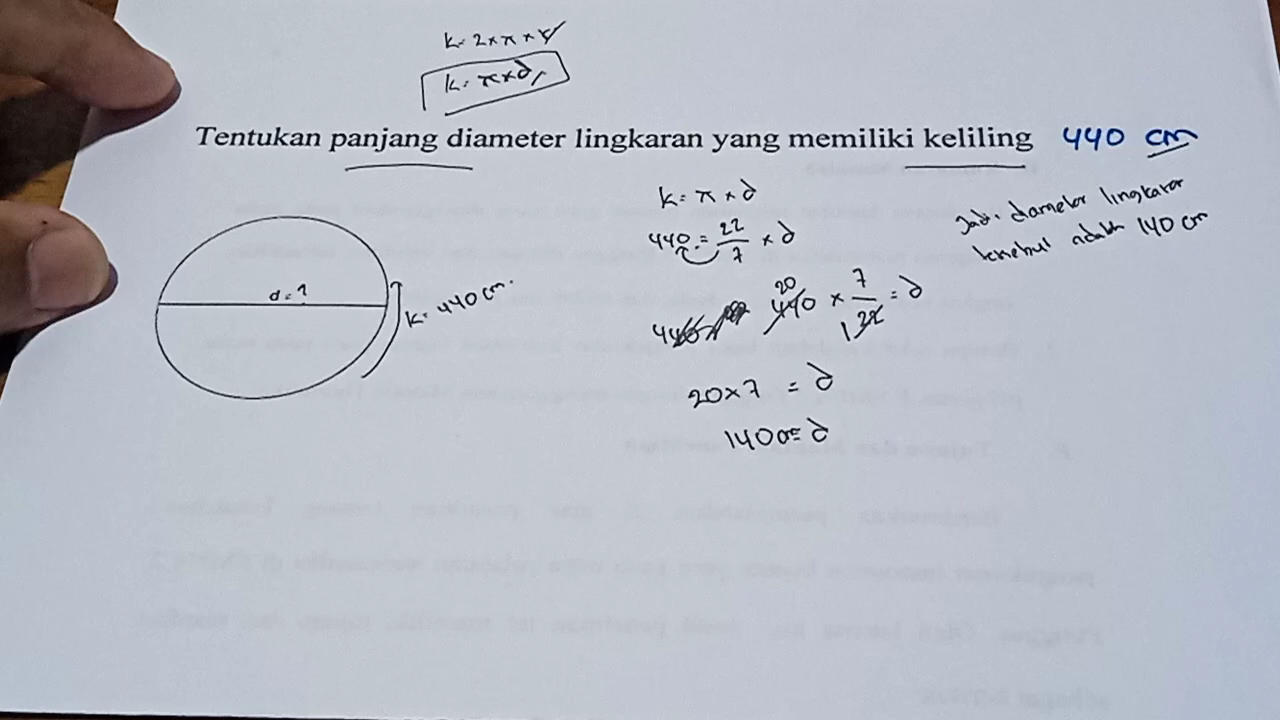 K = 2 × π × r
K = π × d
Tentukan panjang diameter lingkaran yang memiliki keliling 440 cm
d = ?
K = 440 cm.
K = π × d
440 = 22/7 × d
20
440 × 7/22 = d
1
20 × 7 = d
140 = d
Jadi. diameter lingkaran
tersebut adalah 140 cm